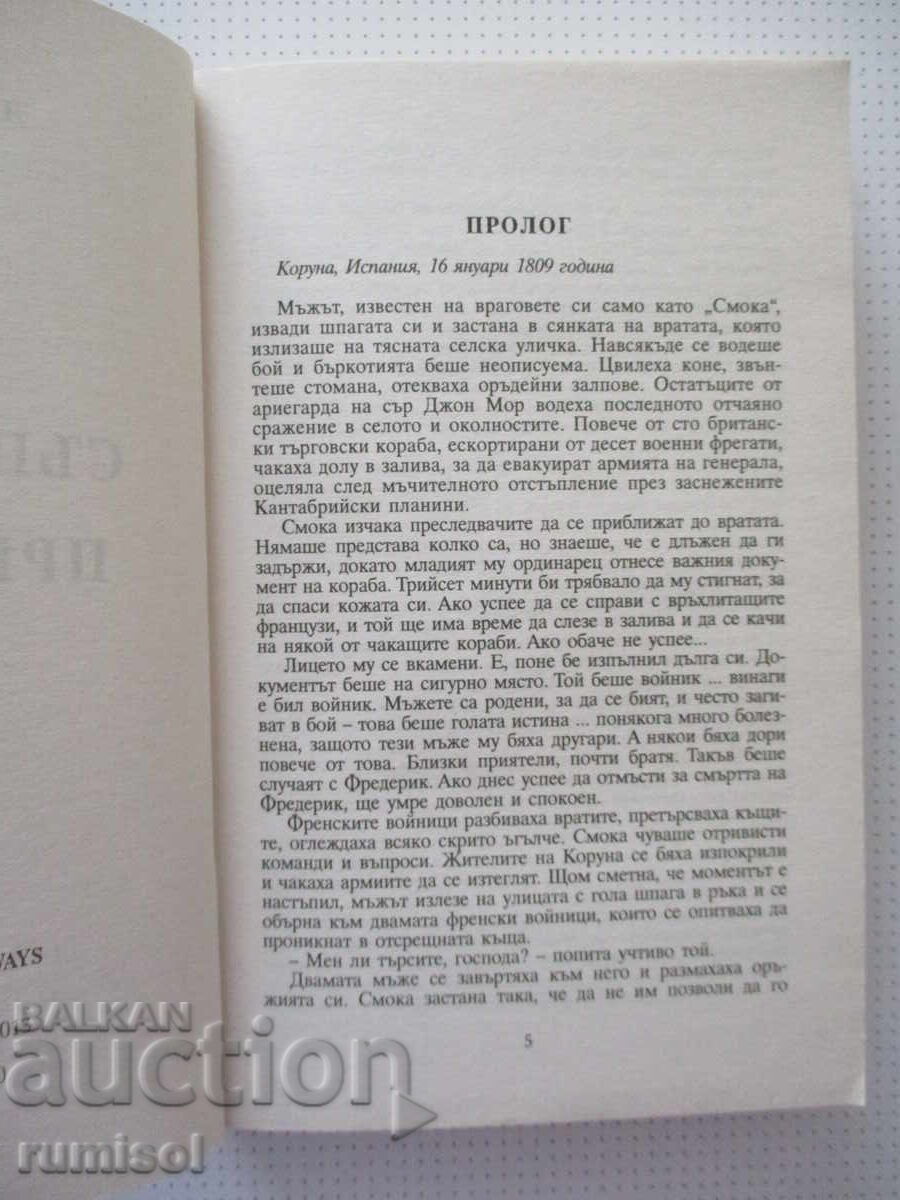 ПРОЛОГ
Коруна, Испания, 16 януари 1809 година
Мъжът, известен на враговете си само като „Смока“,
извади шпагата си и застана в сянката на вратата, която
излизаше на тясната селска уличка. Навсякъде се водеше
бой и бъркотията беше неописуема. Цвилеха коне, звън-
теше стомана, отекваха оръдейни залпове. Остатъците от
ариегарда на сър Джон Мор водеха последното отчаяно
сражение в селото и околностите. Повече от сто британс-
ки търговски кораба, ескортирани от десет военни фрегати,
чакаха долу в залива, за да евакуират армията на генерала,
оцеляла след мъчителното отстъпление през заснежените
Кантабрийски планини.
Смока изчака преследвачите да се приближат до вратата.
Нямаше представа колко са, но знаеше, че е длъжен да ги
задържи, докато младият му ординарец отнесе важния доку-
мент на кораба. Трийсет минути би трябвало да му стигнат, за
да спаси кожата си. Ако успее да се справи с връхлитащите
французи, и той ще има време да слезе в залива и да се качи
на някой от чакащите кораби. Ако обаче не успее...
Лицето му се вкамени. Е, поне бе изпълнил дълга си. До-
кументът беше на сигурно място. Той беше войник ... винаги
е бил войник. Мъжете са родени, за да се бият, и често заги-
ват в бой – това беше голата истина ... понякога много болез-
нена, защото тези мъже му бяха другари. А някои бяха дори
повече от това. Близки приятели, почти братя. Такъв беше
случаят с Фредерик. Ако днес успее да отмъсти за смъртта на
Фредерик, ще умре доволен и спокоен.
Френските войници разбиваха вратите, претърсваха къщи-
те, оглеждаха всяко скрито ъгълче. Смока чуваше отривисти
команди и въпроси. Жителите на Коруна се бяха изпокрили
и чакаха армиите да се изтеглят. Щом сметна, че моментът е
настъпил, мъжът излезе на улицата с гола шпага в ръка и се
обърна към двамата френски войници, които се опитваха да
проникнат в отсрещната къща.
– Мен ли търсите, господа? – попита учтиво той.
Двамата мъже се завъртяха към него и размахаха оръ-
жията си. Смока застана така, че да не им позволи да го
5
WAYS
BALKAN
auction
rumisol